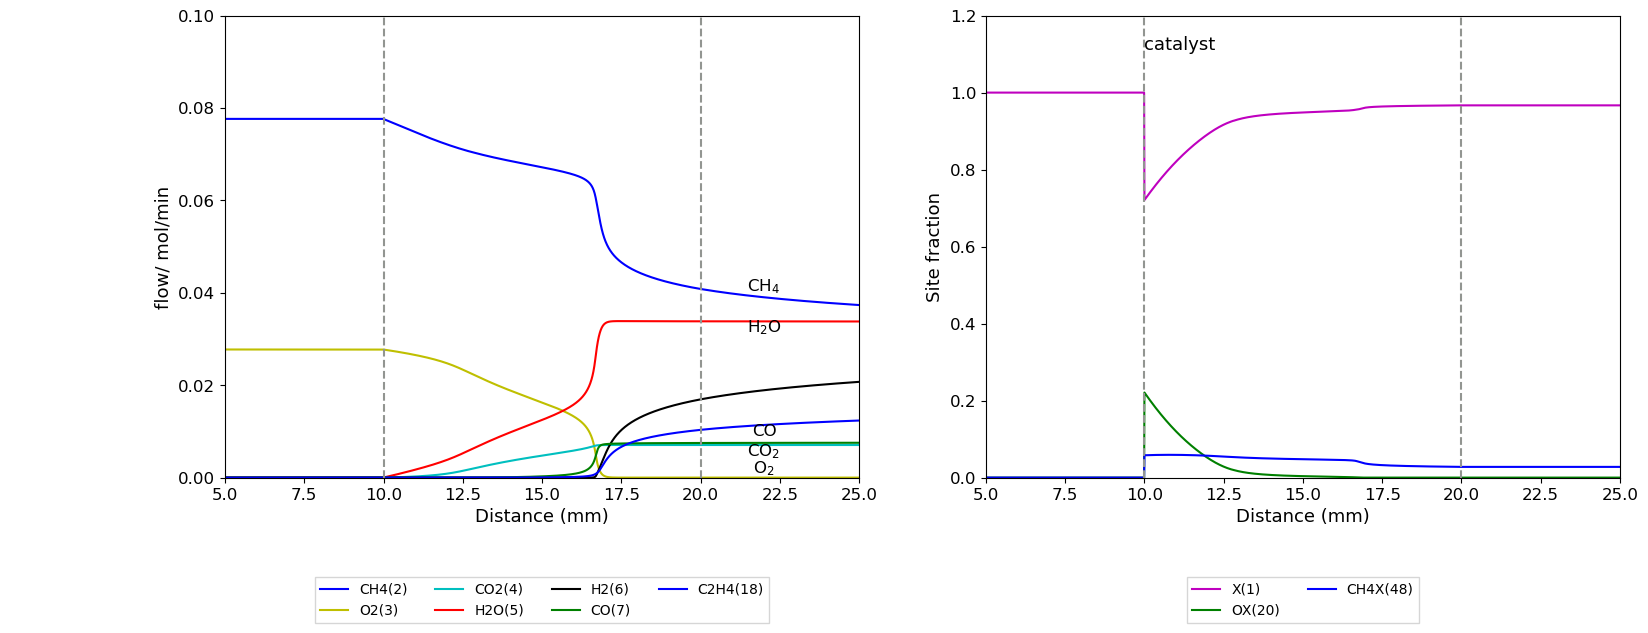 0.10
0.08
0.06
0.04
0.02
0.00
flow/ mol/min
CH4
H2O
CO
CO2
O2
5.0 7.5 10.0 12.5 15.0 17.5 20.0 22.5 25.0
Distance (mm)
CH4(2) CO2(4) H2(6) C2H4(18)
O2(3) H2O(5) CO(7)
1.2
1.0
0.8
0.6
0.4
0.2
0.0
Site fraction
catalyst
5.0 7.5 10.0 12.5 15.0 17.5 20.0 22.5 25.0
Distance (mm)
X(1) CH4X(48)
OX(20)